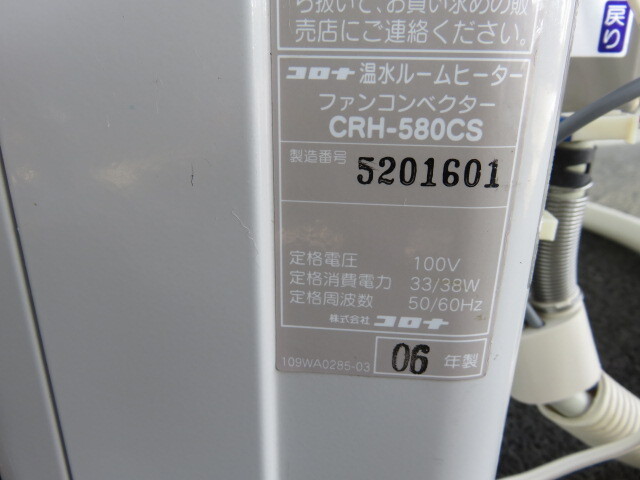 ら扱いて、お買い求めの販
売店にご連絡ください。
コロナ 温水ルームヒーター
ファンコンベクター
CRH-580CS
製造番号
5201601
定格電圧 100V
定格消費電力 33/38W
定格周波数 50/60Hz
株式会社 コロナ
109WA0285-03 06 年製
戻り